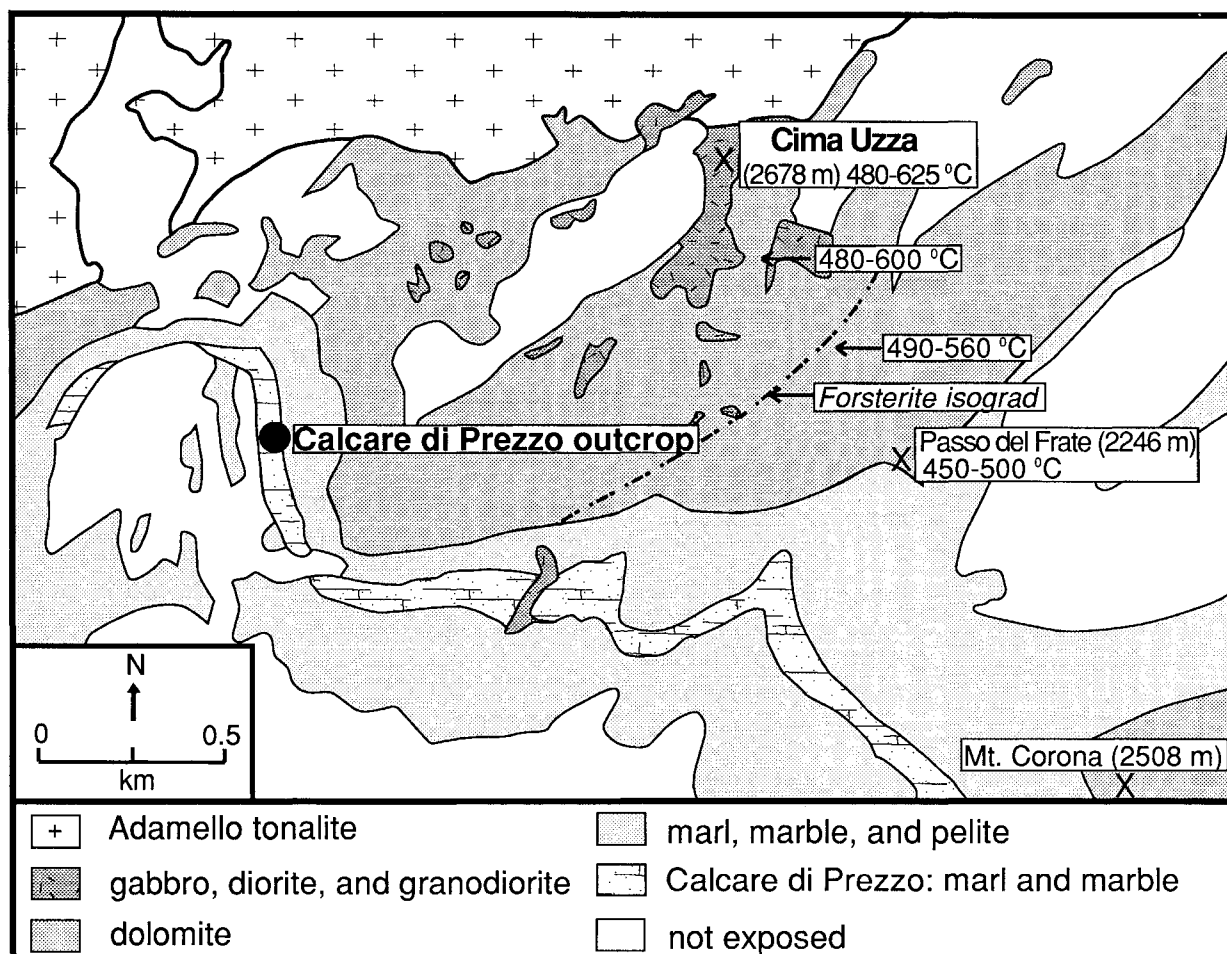 Cima Uzza
(2678 m) 480-625 °C
480-600 °C
490-560 °C
Forsterite isograd
Calcare di Prezzo outcrop
Passo del Frate (2246 m)
450-500 °C
N
0 0.5
km
Mt. Corona (2508 m)
Adamello tonalite
gabbro, diorite, and granodiorite
dolomite
marl, marble, and pelite
Calcare di Prezzo: marl and marble
not exposed